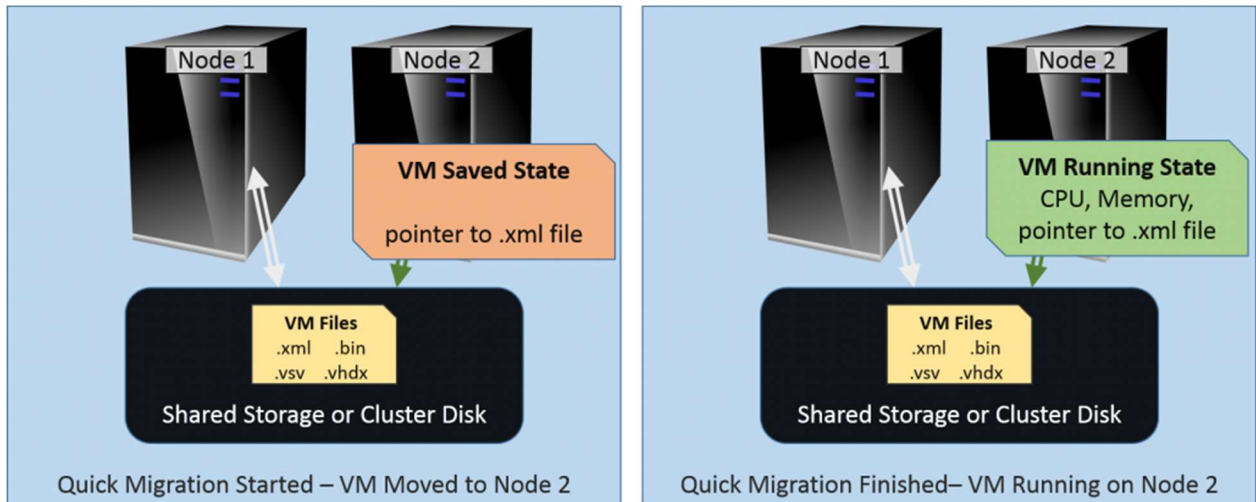 Node 1
Node 2
VM Saved State
pointer to .xml file
VM Files
.xml .bin
.vsv .vhdx
Shared Storage or Cluster Disk
Quick Migration Started – VM Moved to Node 2
Node 1
Node 2
VM Running State
CPU, Memory,
pointer to .xml file
VM Files
.xml .bin
.vsv .vhdx
Shared Storage or Cluster Disk
Quick Migration Finished– VM Running on Node 2